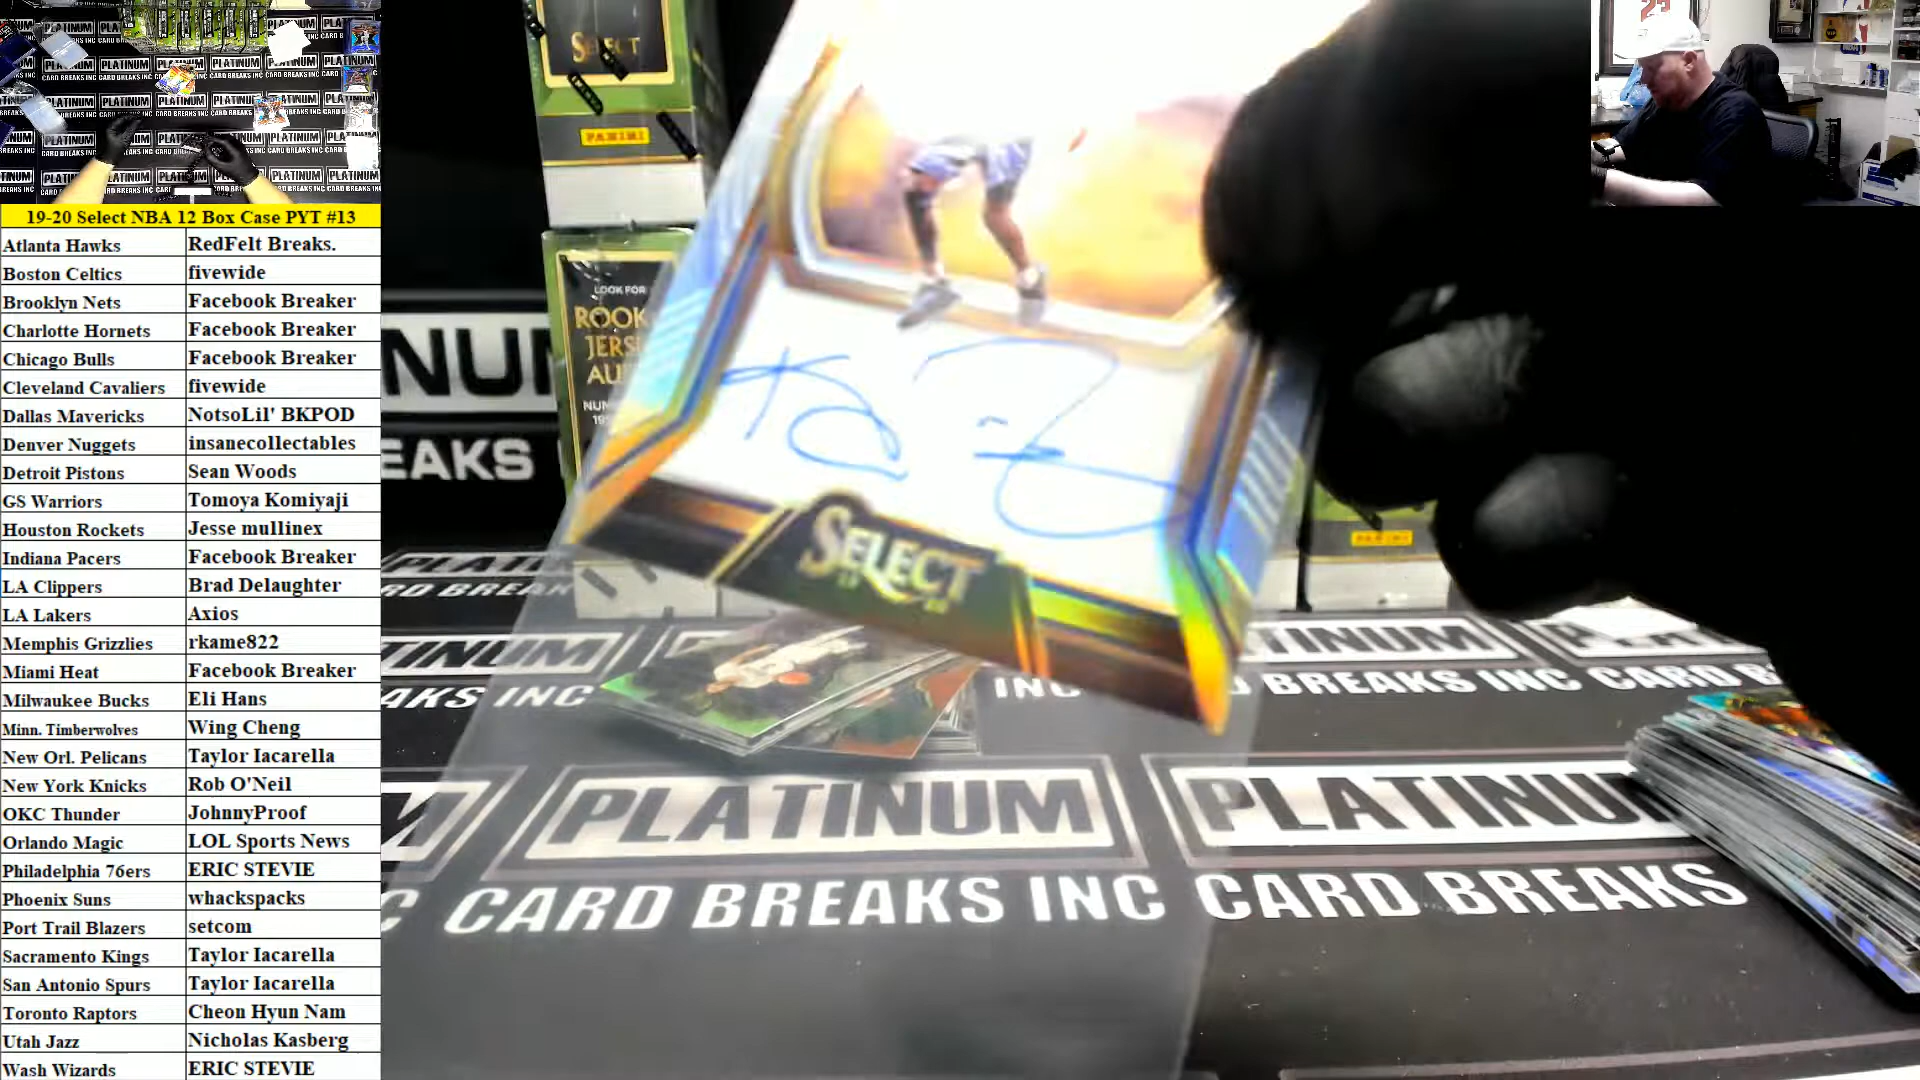 19-20 Select NBA 12 Box Case PYT #13
Atlanta Hawks RedFelt Breaks.
Boston Celtics fivewide
Brooklyn Nets Facebook Breaker
Charlotte Hornets Facebook Breaker
Chicago Bulls Facebook Breaker
Cleveland Cavaliers fivewide
Dallas Mavericks NotsoLil' BKPOD
Denver Nuggets insanecollectables
Detroit Pistons Sean Woods
GS Warriors Tomoya Komiyaji
Houston Rockets Jesse mullinex
Indiana Pacers Facebook Breaker
LA Clippers Brad Delaughter
LA Lakers Axios
Memphis Grizzlies rkame822
Miami Heat Facebook Breaker
Milwaukee Bucks Eli Hans
Minn. Timberwolves Wing Cheng
New Orl. Pelicans Taylor Iacarella
New York Knicks Rob O'Neil
OKC Thunder JohnnyProof
Orlando Magic LOL Sports News
Philadelphia 76ers ERIC STEVIE
Phoenix Suns whackspacks
Port Trail Blazers setcom
Sacramento Kings Taylor Iacarella
San Antonio Spurs Taylor Iacarella
Toronto Raptors Cheon Hyun Nam
Utah Jazz Nicholas Kasberg
Wash Wizards ERIC STEVIE
SELECT
PANINI
LOOK FOR
SELECT
PANINI
PLATINUM
CARD BREAKS INC
CARD BREAKS